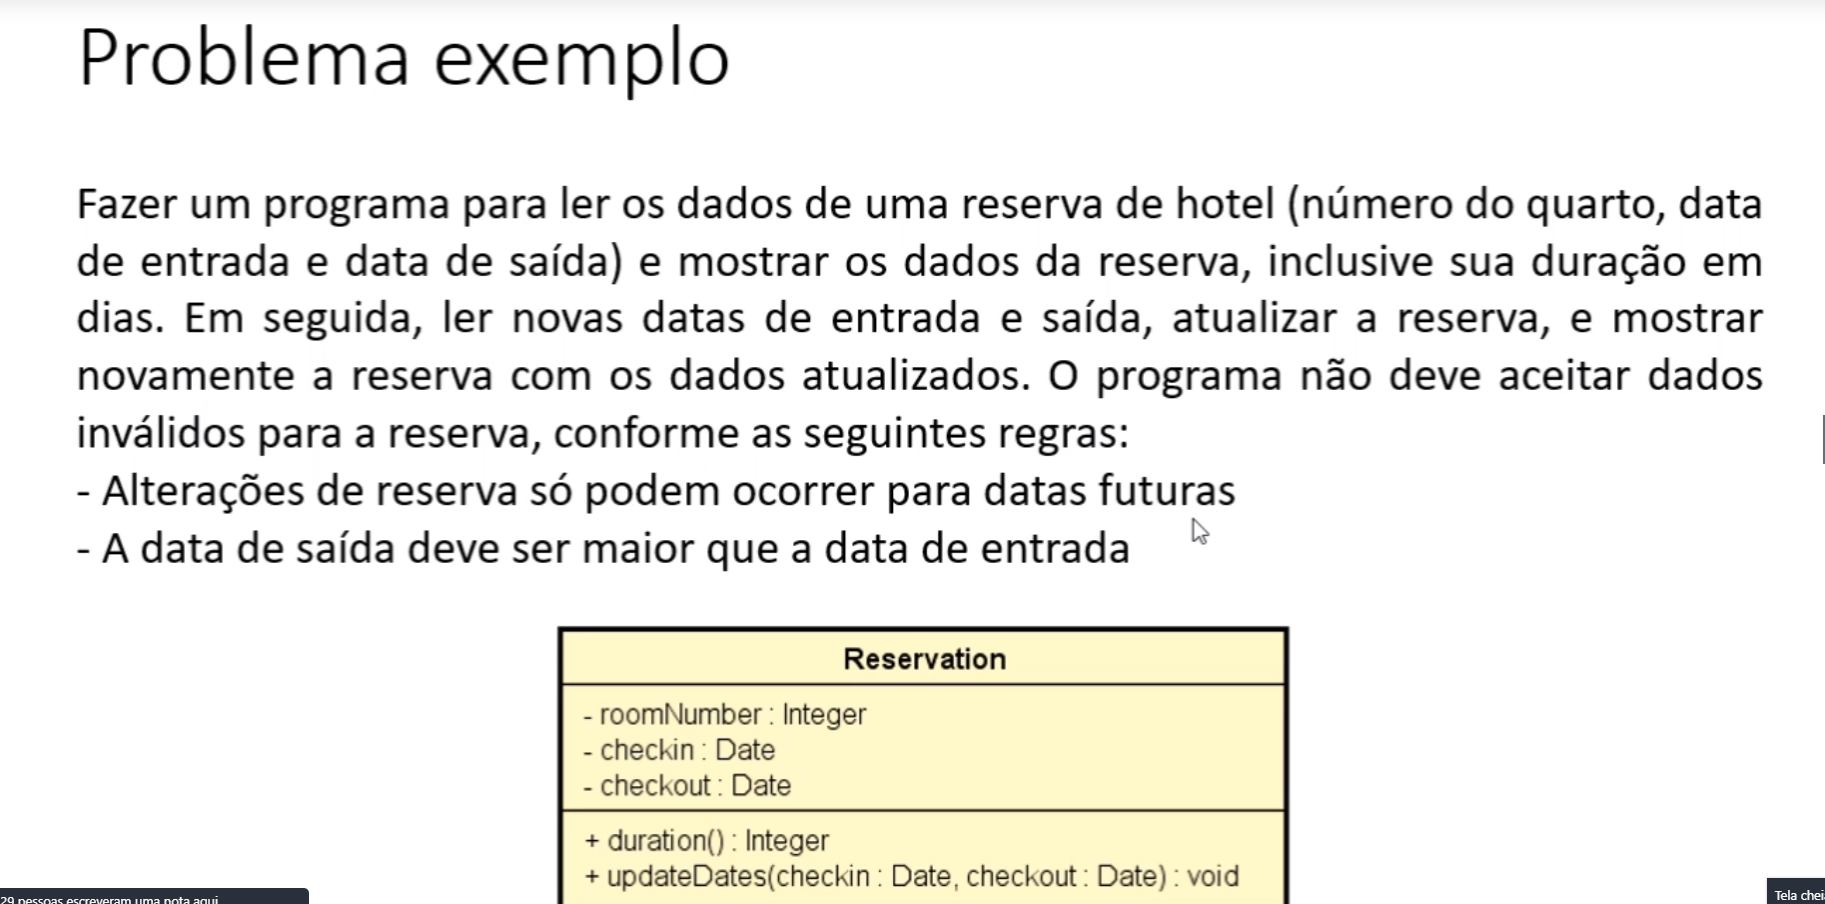 Problema exemplo
Fazer um programa para ler os dados de uma reserva de hotel (número do quarto, data
de entrada e data de saída) e mostrar os dados da reserva, inclusive sua duração em
dias. Em seguida, ler novas datas de entrada e saída, atualizar a reserva, e mostrar
novamente a reserva com os dados atualizados. O programa não deve aceitar dados
inválidos para a reserva, conforme as seguintes regras:
- Alterações de reserva só podem ocorrer para datas futuras
- A data de saída deve ser maior que a data de entrada
Reservation
- roomNumber : Integer
- checkin : Date
- checkout : Date
+ duration() : Integer
+ updateDates(checkin : Date, checkout : Date) : void
29 pessoas escreveram uma nota aqui
Tela chei